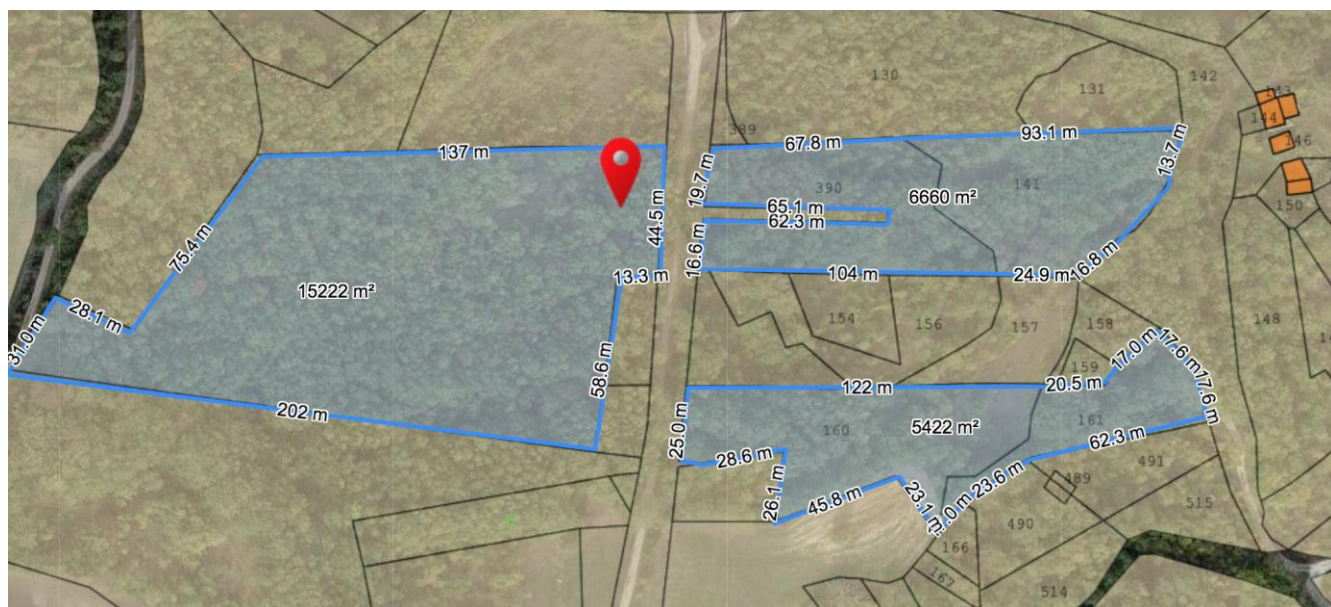 130
131
142
143
144
146
389
67.8 m
93.1 m
13.7 m
137 m
19.7 m
390
141
6660 m²
150
65.1 m
62.3 m
44.5 m
75.4 m
16.6 m
16.8 m
13.3 m
104 m
24.9 m
15222 m²
28.1 m
31.0 m
154
156
157
158
148
17.0 m
17.6 m
17.6 m
159
58.6 m
122 m
20.5 m
202 m
25.0 m
160
5422 m²
161
62.3 m
28.6 m
491
489
23.6 m
26.1 m
45.8 m
23.1 m
515
490
166
167
514